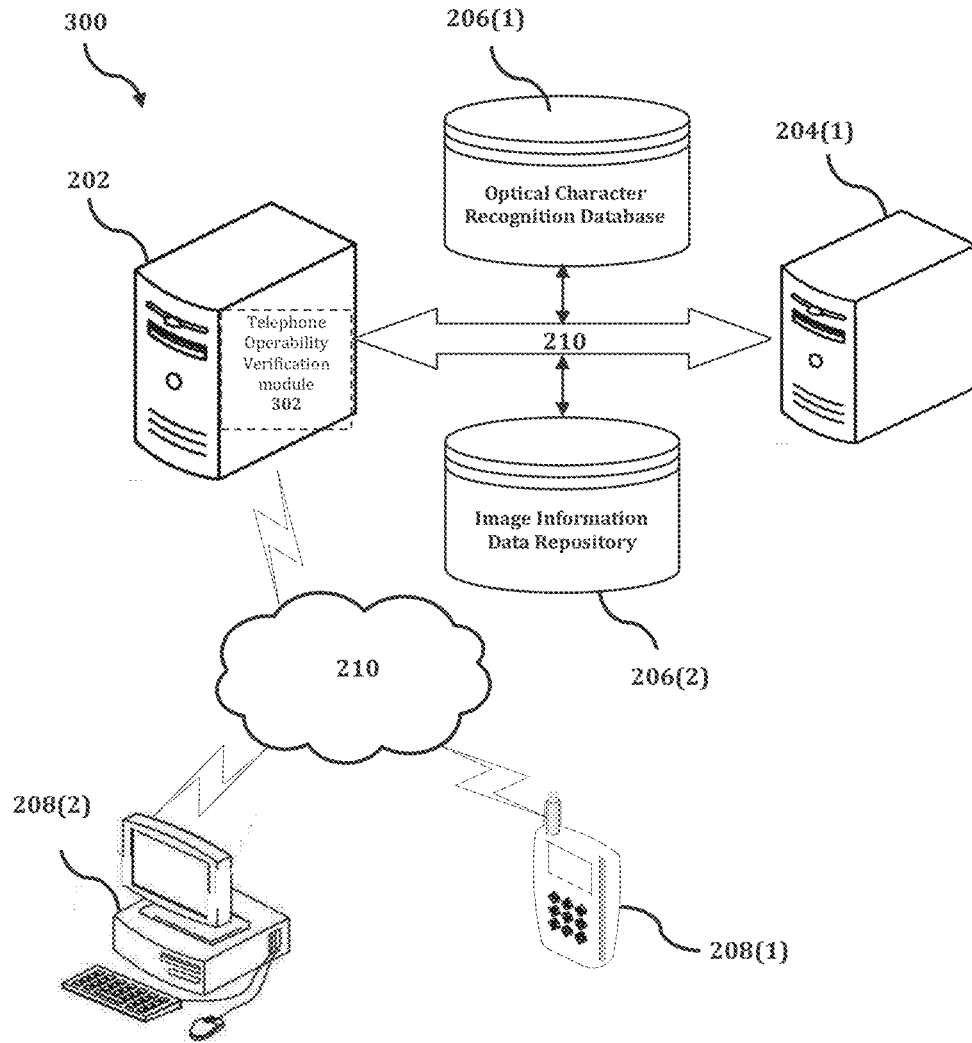 300
206(1)
204(1)
202
Optical Character
Recognition Database
Telephone
Operability
Verification
module
302
210
Image Information
Data Repository
210
206(2)
208(2)
208(1)